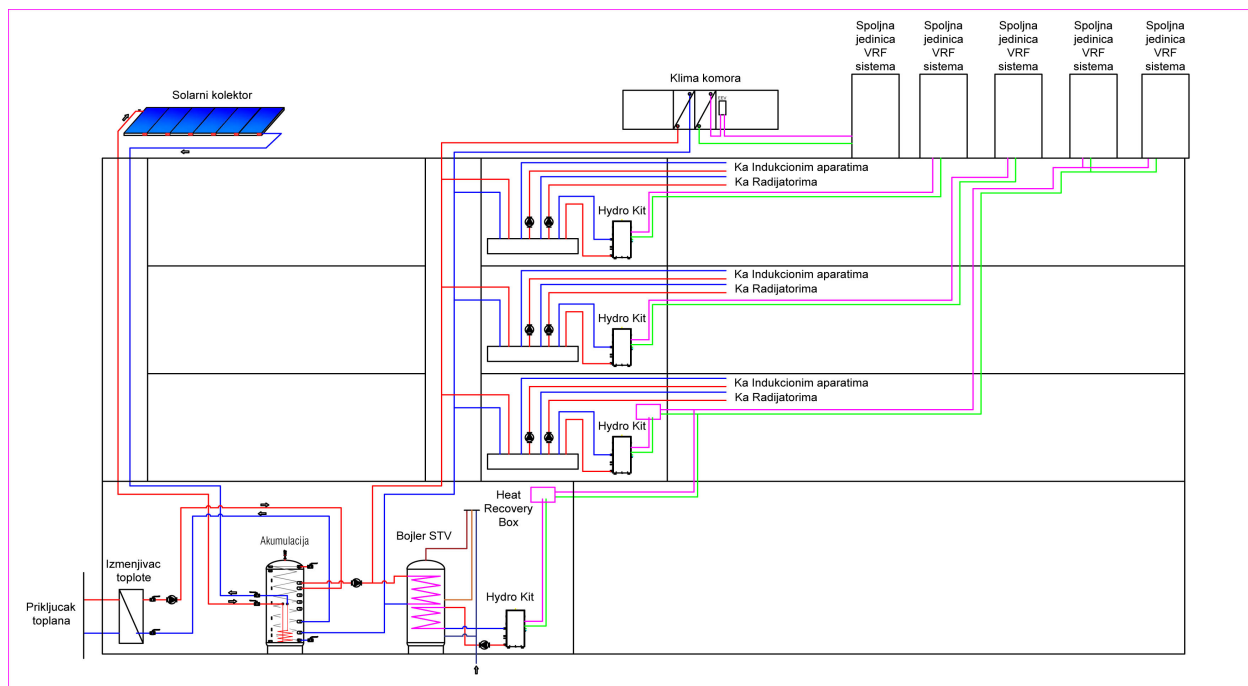 Spoljna
jedinica
VRF
sistema
Spoljna
jedinica
VRF
sistema
Spoljna
jedinica
VRF
sistema
Spoljna
jedinica
VRF
sistema
Spoljna
jedinica
VRF
sistema
Klima komora
EEv
Solarni kolektor
Ka Indukcionim aparatima
Ka Radijatorima
Hydro Kit
Ka Indukcionim aparatima
Ka Radijatorima
Hydro Kit
Ka Indukcionim aparatima
Ka Radijatorima
Hydro Kit
Heat
Recovery
Box
Akumulacija
Bojler STV
Izmenjivac
toplote
Hydro Kit
Prikljucak
toplana